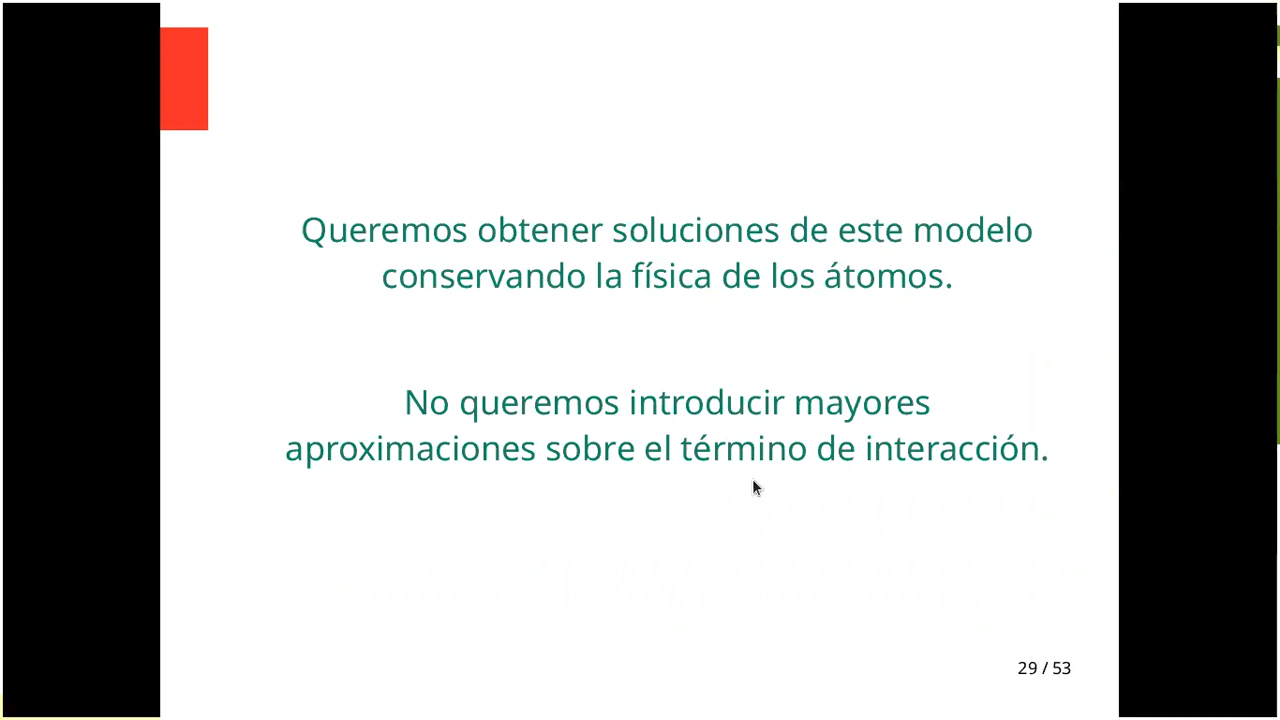 Queremos obtener soluciones de este modelo
conservando la física de los átomos.
No queremos introducir mayores
aproximaciones sobre el término de interacción.
29 / 53